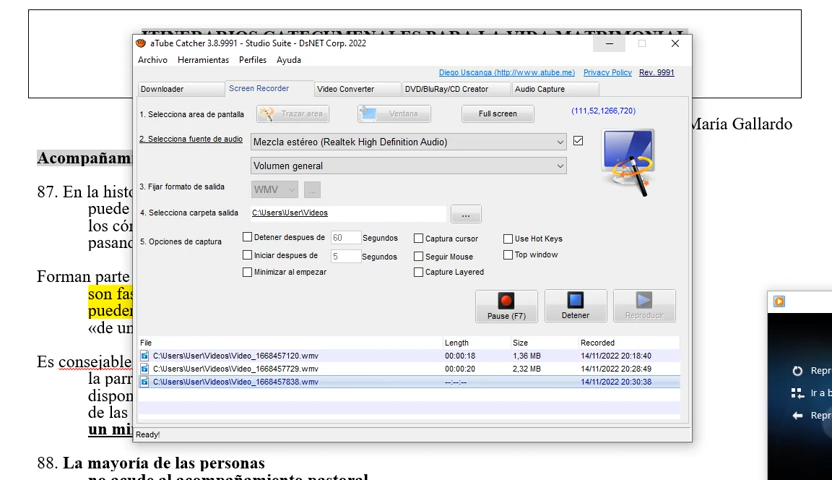 ITINERARIOS CATECUMENALES PARA LA VIDA MATRIMONIAL
aTube Catcher 3.8.9991 - Studio Suite - DsNET Corp. 2022
Archivo Herramientas Perfiles Ayuda
Diego Uscanga (http://www.atube.me) Privacy Policy Rev. 9991
Downloader Screen Recorder Video Converter DVD/BluRay/CD Creator Audio Capture
1. Selecciona area de pantalla Trazar area Ventana Full screen (111,52,1266,720)
María Gallardo
2. Selecciona fuente de audio Mezcla estéreo (Realtek High Definition Audio)
Acompañam
Volumen general
87. En la histo
3. Fijar formato de salida WMV ...
puede
4. Selecciona carpeta salida C:\Users\User\Videos ...
los cón
5. Opciones de captura Detener despues de 60 Segundos Captura cursor Use Hot Keys
pasand
Iniciar despues de 5 Segundos Seguir Mouse Top window
Minimizar al empezar Capture Layered
Forman parte
son fas
Pause (F7) Detener Reproducir
pueden
«de un
File Length Size Recorded
C:\Users\User\Videos\Video_1668457120.wmv 00:00:18 1,36 MB 14/11/2022 20:18:40
Es consejable
C:\Users\User\Videos\Video_1668457729.wmv 00:00:20 2,32 MB 14/11/2022 20:28:49
la parr
C:\Users\User\Videos\Video_1668457838.wmv --:--:-- 14/11/2022 20:30:38
dispon
de las
un mi
Ready!
Repr
Ir a b
Repr
88. La mayoría de las personas
no acude al acompañamiento pastoral